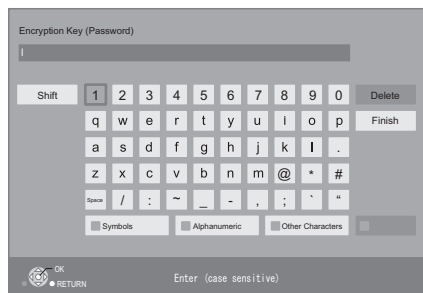 Encryption Key (Password)
Shift 1 2 3 4 5 6 7 8 9 0 Delete
q w e r t y u i o p Finish
a s d f g h j k l .
z x c v b n m @ * #
Space / : ~ _ - , ; ` “
Symbols Alphanumeric Other Characters
OK
RETURN
Enter (case sensitive)